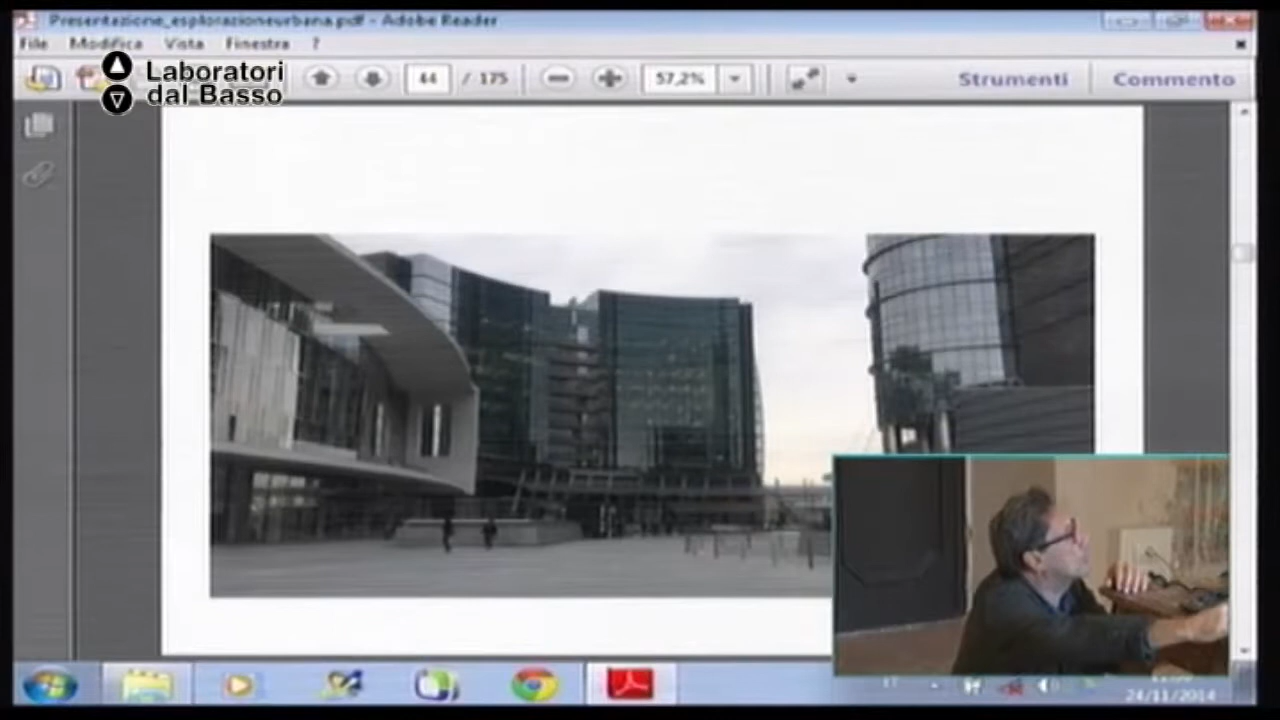 Presentazione_esplorazioneurbana.pdf - Adobe Reader
File Modifica Vista Finestra ?
Laboratori
dal Basso
44 / 175
57,2%
Strumenti
Commento
24/11/2014